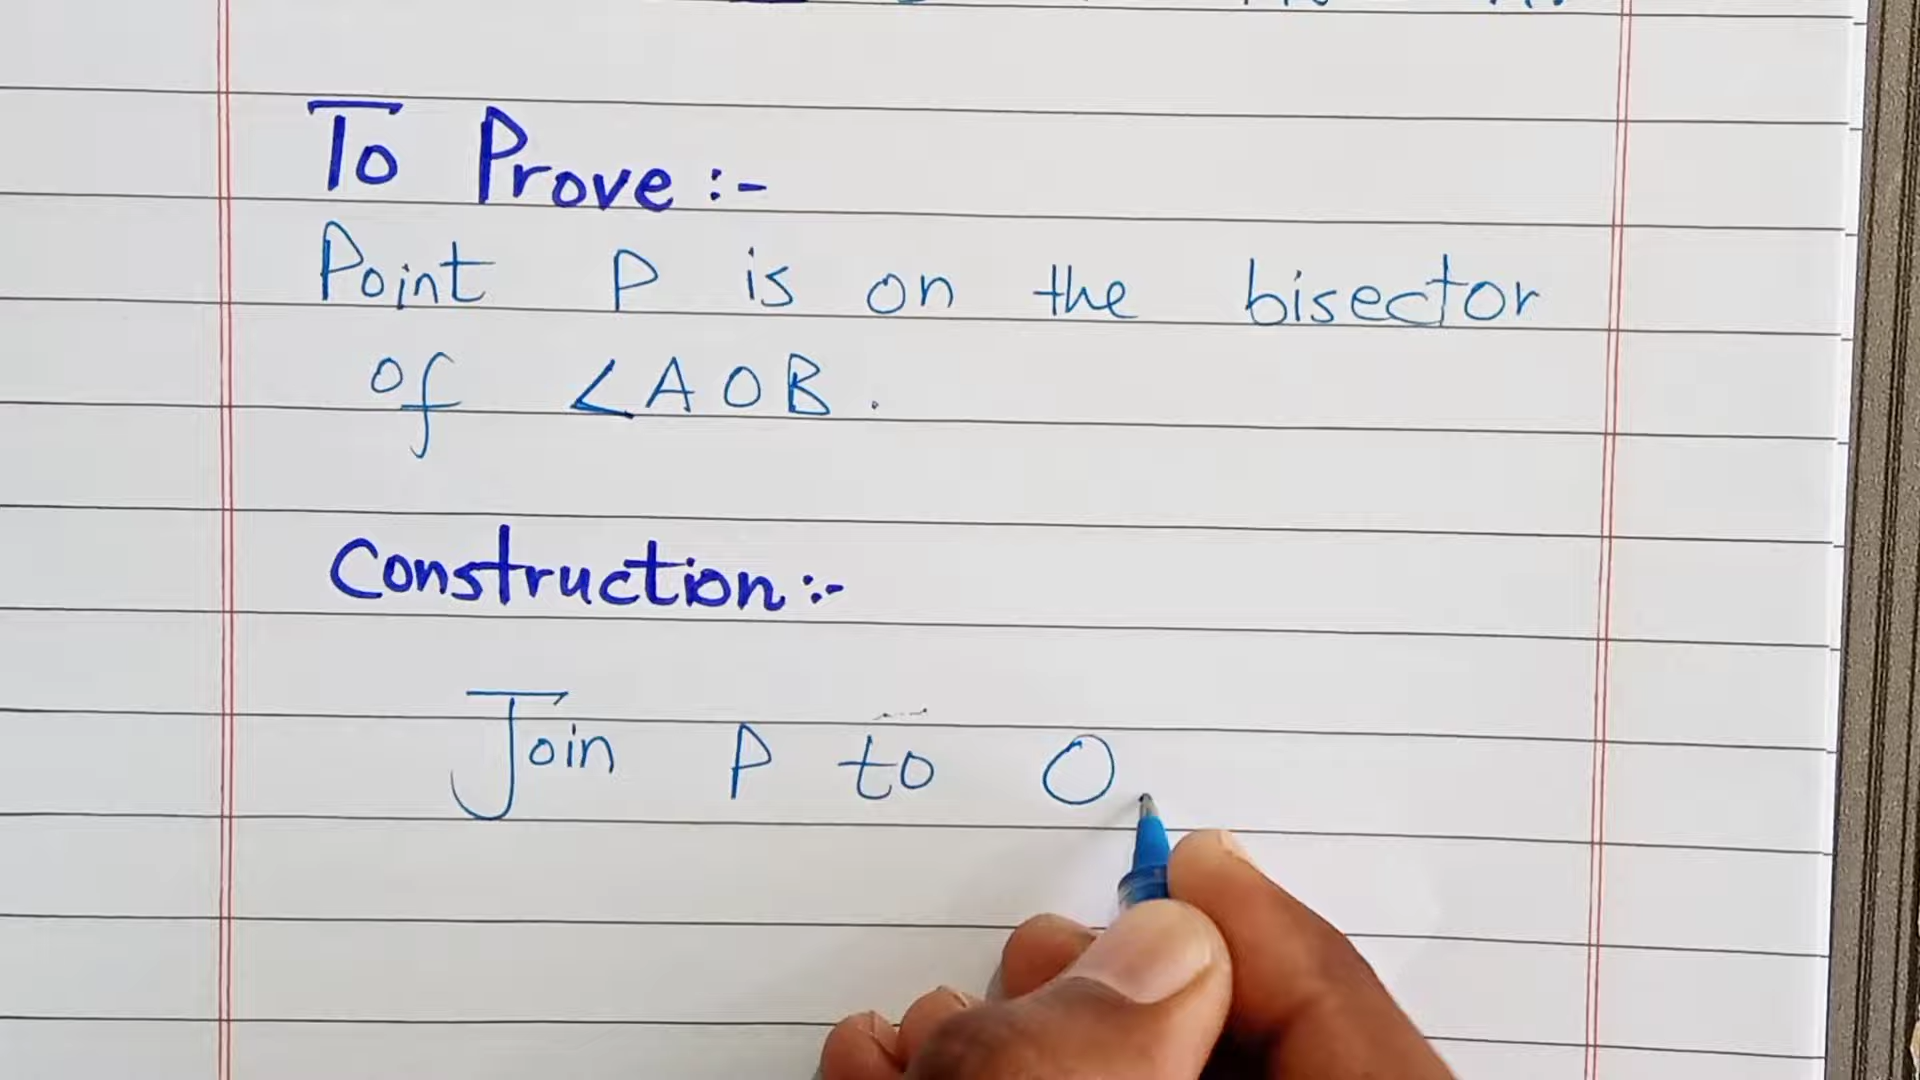 To Prove :-
Point P is on the bisector
of ∠AOB.
Construction :-
Join P to O.